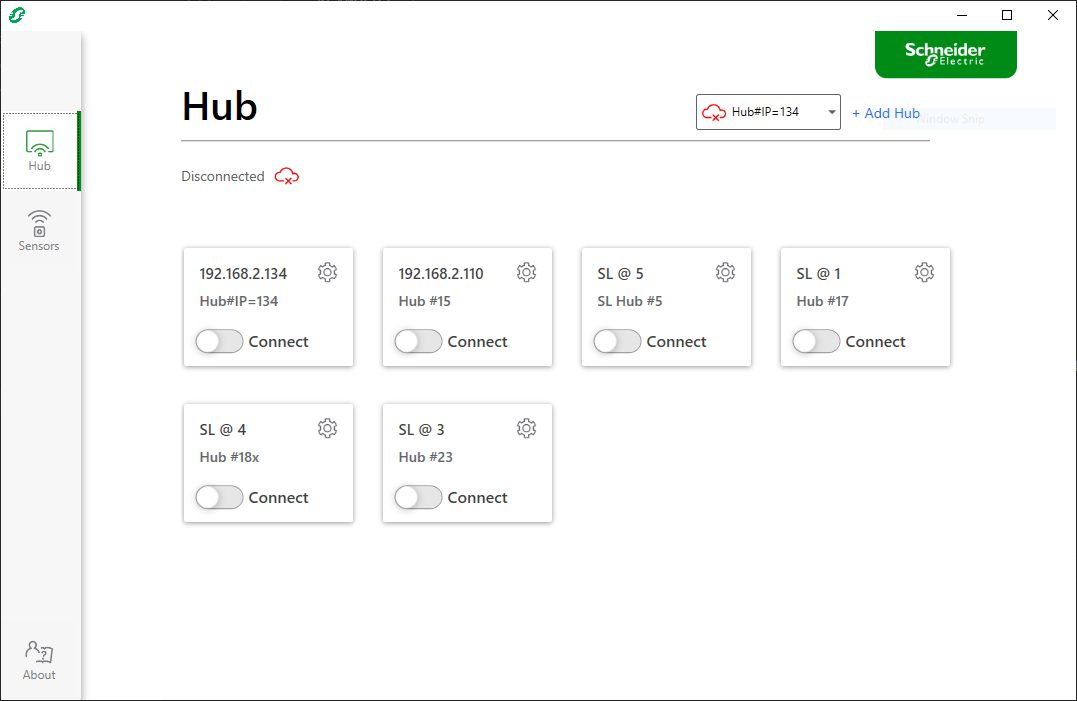 Schneider
Electric
Hub
Hub#IP=134
+ Add Hub
Window Snip
Hub
Disconnected
Sensors
192.168.2.134
Hub#IP=134
Connect
192.168.2.110
Hub #15
Connect
SL @ 5
SL Hub #5
Connect
SL @ 1
Hub #17
Connect
SL @ 4
Hub #18x
Connect
SL @ 3
Hub #23
Connect
About